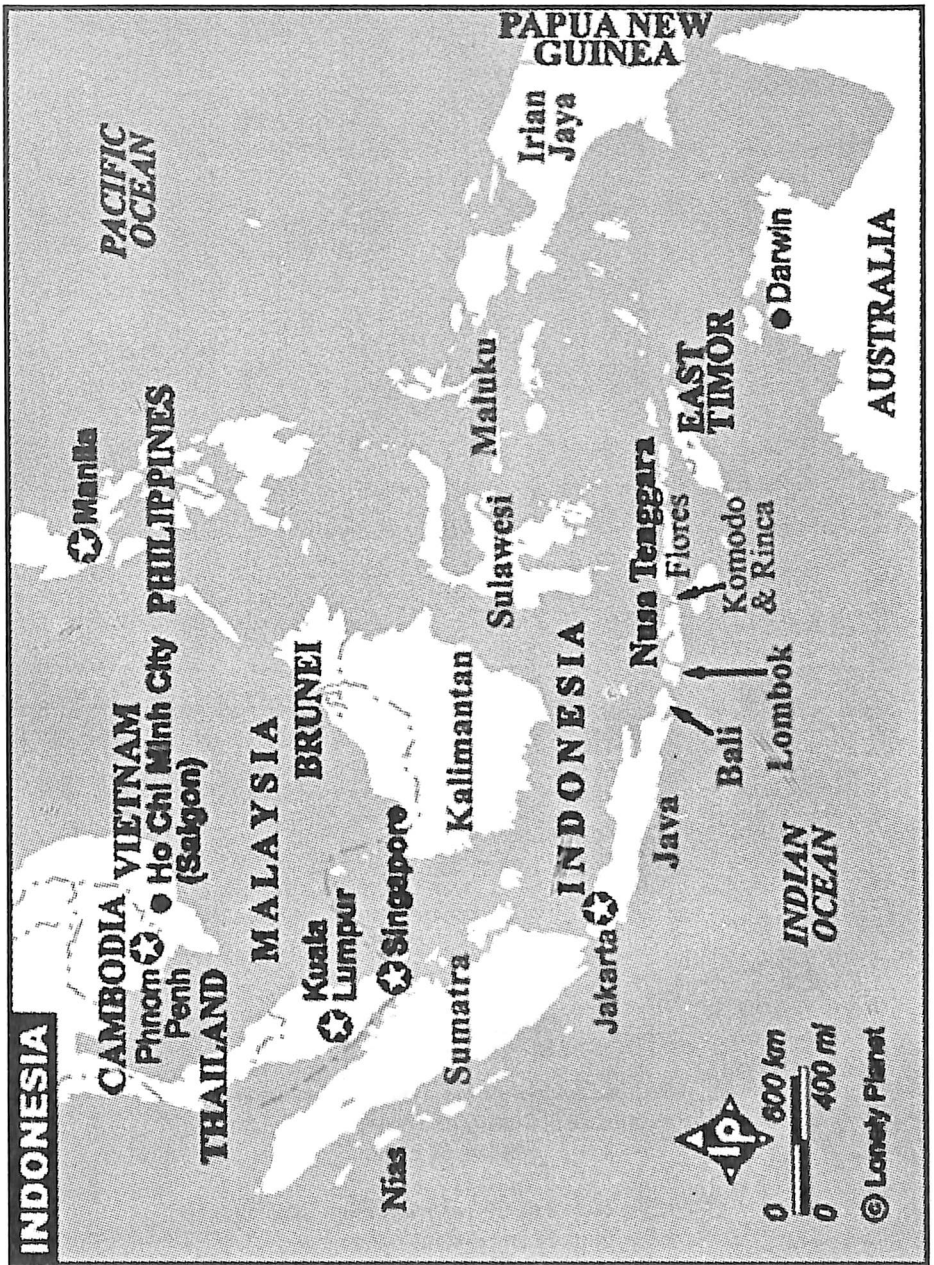 INDONESIA
CAMBODIA
Phnom
Penh
VIETNAM
Ho Chi Minh City
(Saigon)
THAILAND
Manila
PHILIPPINES
PACIFIC
OCEAN
MALAYSIA
BRUNEI
Kuala
Lumpur
Singapore
Nias
Sumatra
Kalimantan
Sulawesi
Maluku
PAPUA NEW
GUINEA
Irian
Jaya
INDONESIA
Jakarta
Java
Nusa Tenggara
Flores
EAST
TIMOR
Komodo
& Rinca
Bali
Lombok
Darwin
AUSTRALIA
INDIAN
OCEAN
lp
0 600 km
0 400 mi
© Lonely Planet